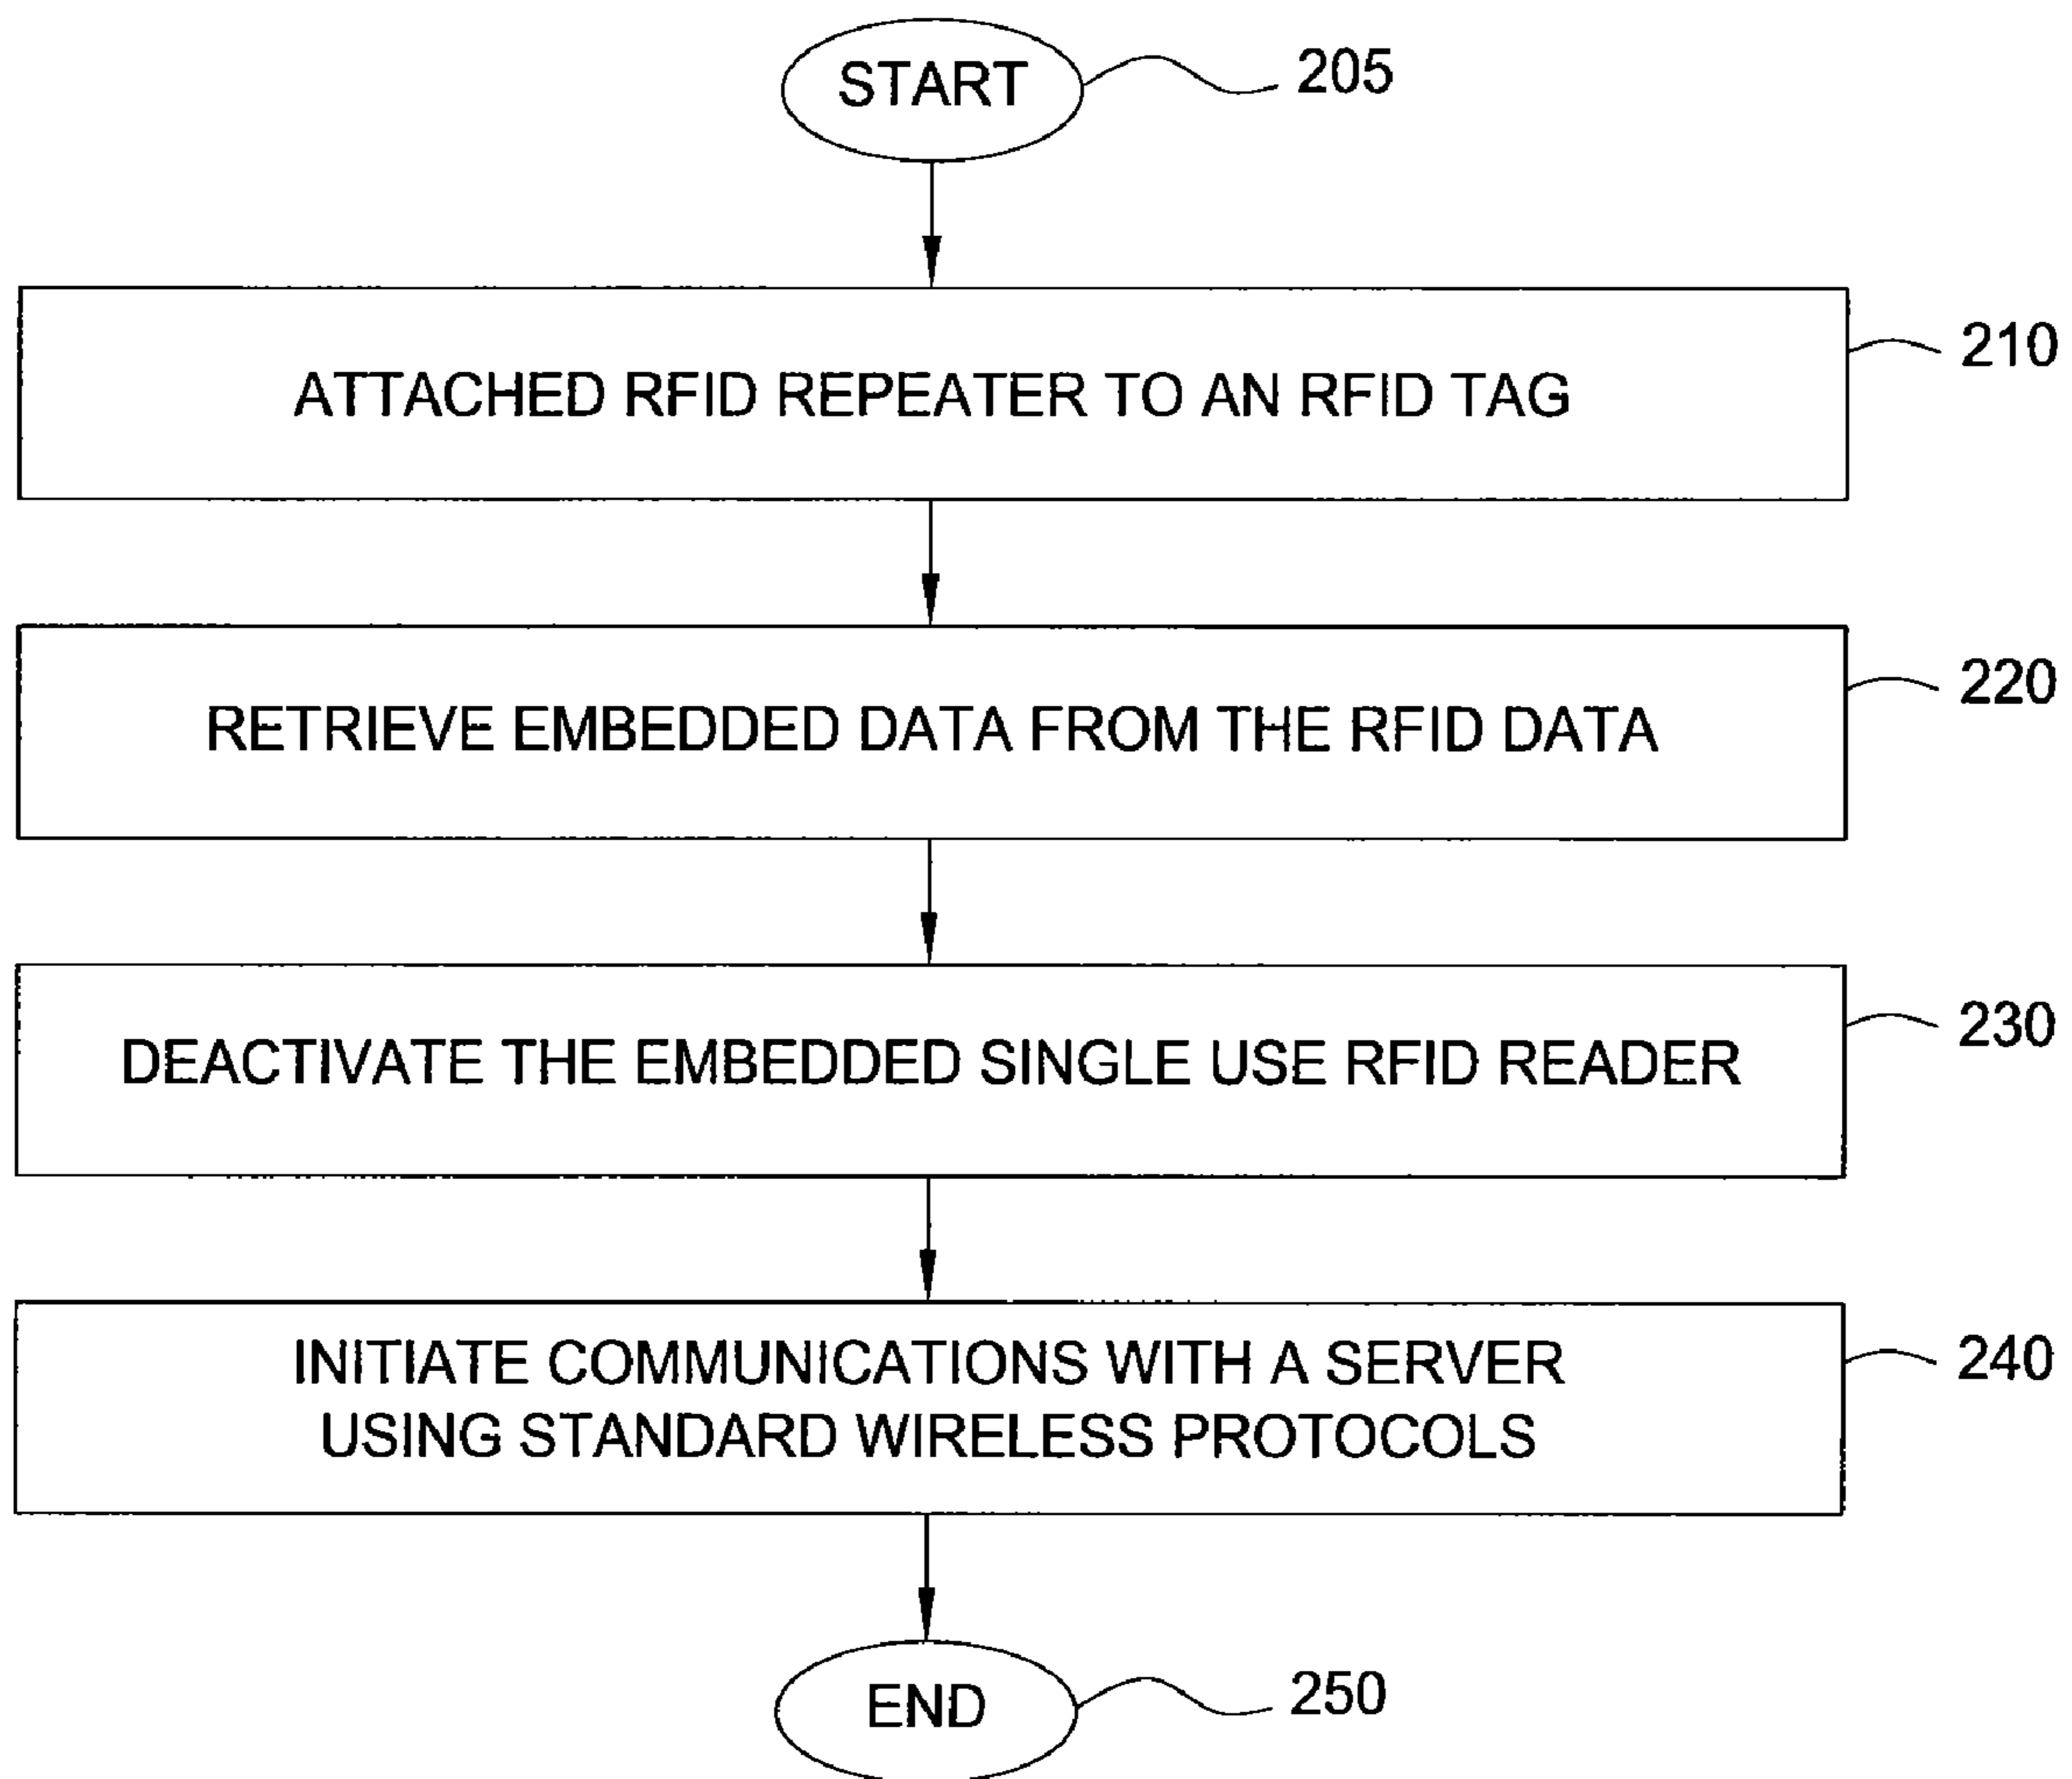 START
205
ATTACHED RFID REPEATER TO AN RFID TAG
210
RETRIEVE EMBEDDED DATA FROM THE RFID DATA
220
DEACTIVATE THE EMBEDDED SINGLE USE RFID READER
230
INITIATE COMMUNICATIONS WITH A SERVER
USING STANDARD WIRELESS PROTOCOLS
240
END
250